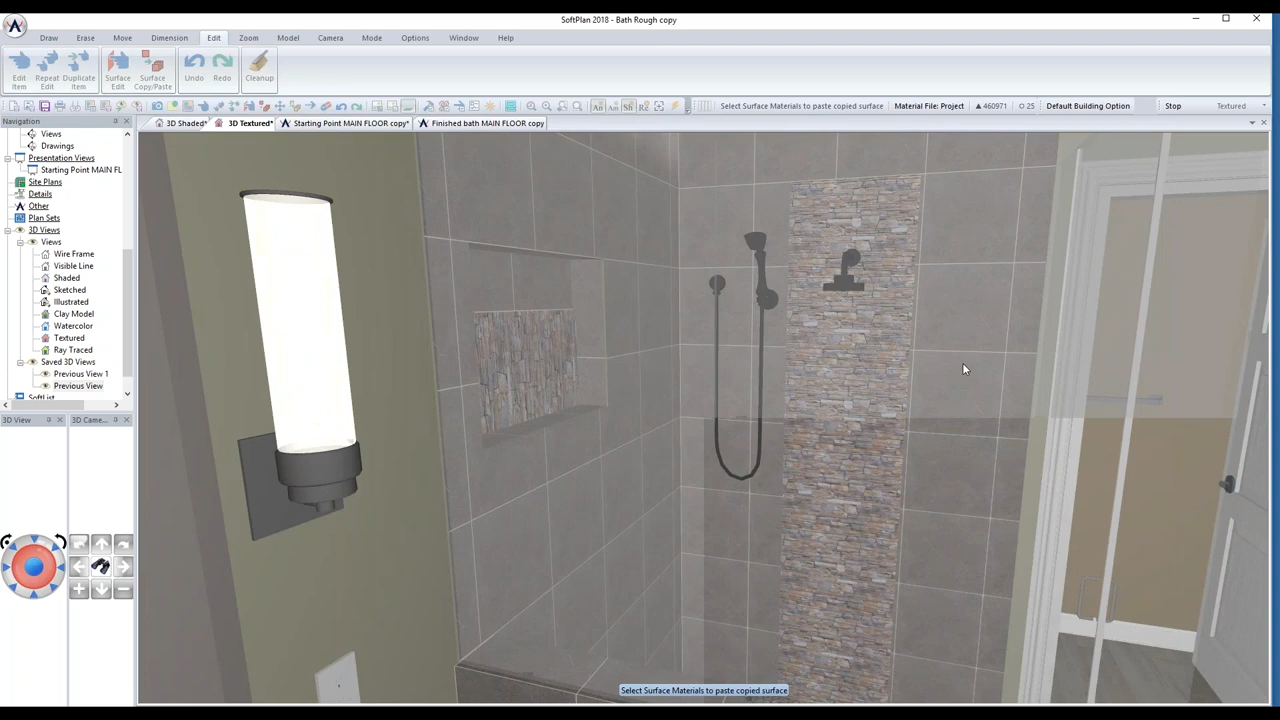 SoftPlan 2018 - Bath Rough copy
Draw Erase Move Dimension Edit Zoom Model Camera Mode Options Window Help
Edit Item
Repeat Edit
Duplicate Item
Surface Edit
Surface Copy/Paste
Undo
Redo
Cleanup
Select Surface Materials to paste copied surface Material File: Project 460971 25 Default Building Option Stop Textured
Navigation
3D Shaded* 3D Textured* Starting Point MAIN FLOOR copy* Finished bath MAIN FLOOR copy
Views
Drawings
Presentation Views
Starting Point MAIN FL
Site Plans
Details
Other
Plan Sets
3D Views
Views
Wire Frame
Visible Line
Shaded
Sketched
Illustrated
Clay Model
Watercolor
Textured
Ray Traced
Saved 3D Views
Previous View 1
Previous View
3D View 3D Came...
Select Surface Materials to paste copied surface